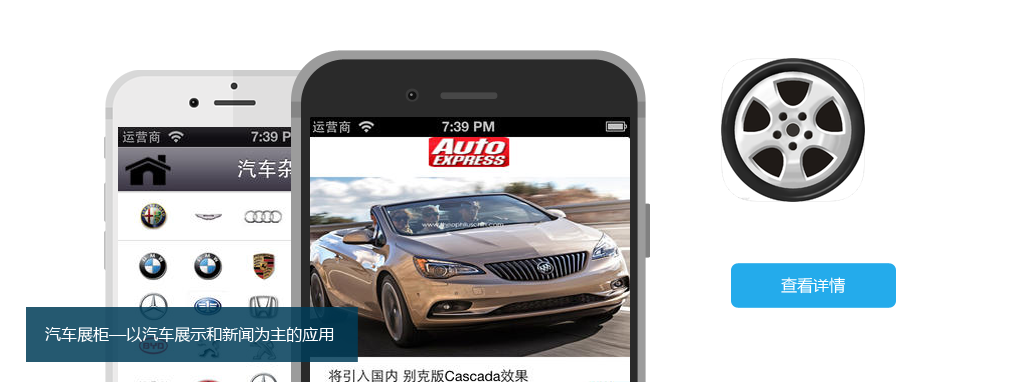 运营商
7:39 P
汽车杂
运营商
7:39 PM
Auto
EXPRESS
将引入国内 别克版Cascada效果
汽车展柜—以汽车展示和新闻为主的应用
查看详情